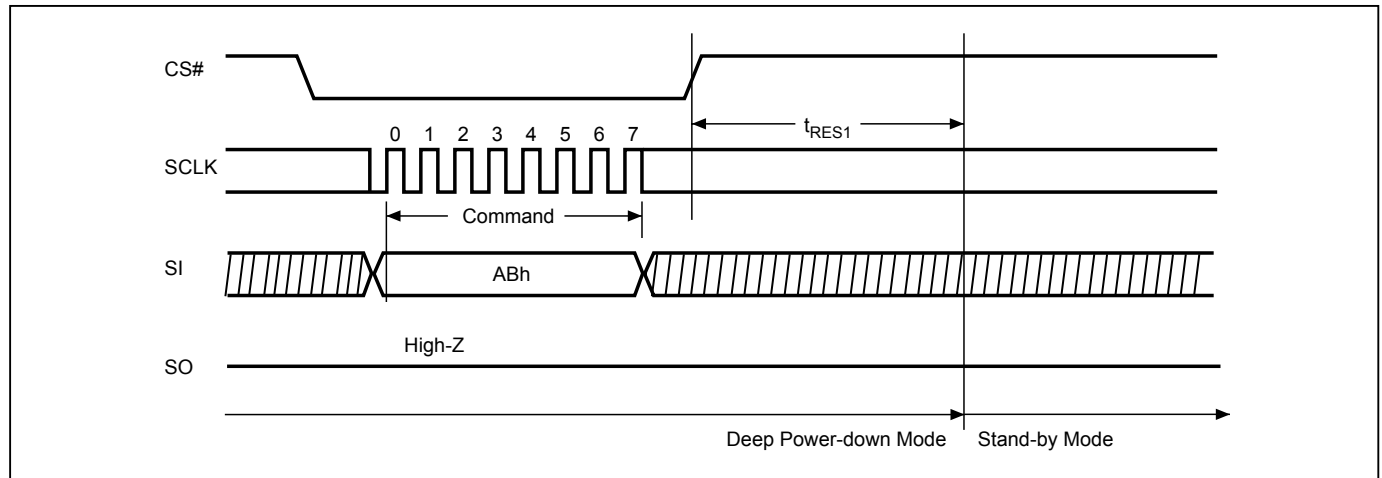 CS#
tRES1
0 1 2 3 4 5 6 7
SCLK
Command
SI
ABh
High-Z
SO
Deep Power-down Mode Stand-by Mode